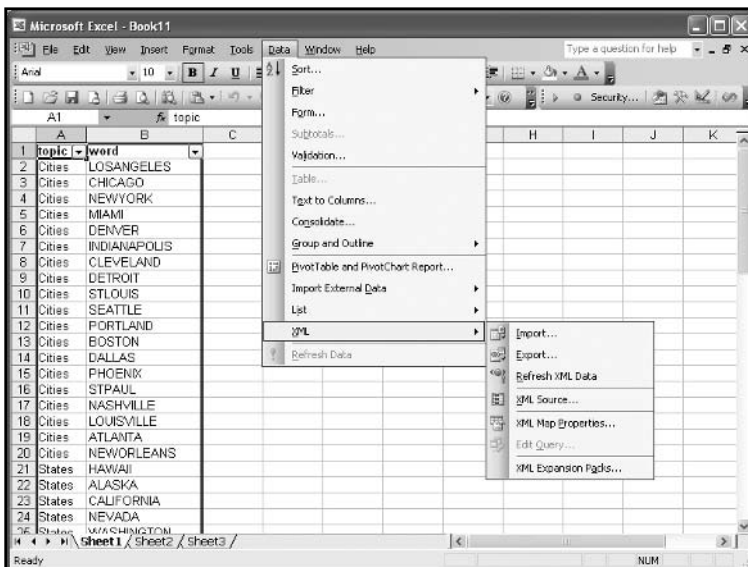 Microsoft Excel - Book11
File Edit View Insert Format Tools Data Window Help Type a question for help
Arial 10 B I U A
Security...
A1 fx topic
A B C H I J K
1 topic word
2 Cities LOSANGELES
3 Cities CHICAGO
4 Cities NEWYORK
5 Cities MIAMI
6 Cities DENVER
7 Cities INDIANAPOLIS
8 Cities CLEVELAND
9 Cities DETROIT
10 Cities STLOUIS
11 Cities SEATTLE
12 Cities PORTLAND
13 Cities BOSTON
14 Cities DALLAS
15 Cities PHOENIX
16 Cities STPAUL
17 Cities NASHVILLE
18 Cities LOUISVILLE
19 Cities ATLANTA
20 Cities NEWORLEANS
21 States HAWAII
22 States ALASKA
23 States CALIFORNIA
24 States NEVADA
25 States WASHINGTON
Sort...
Filter
Form...
Subtotals...
Validation...
Table...
Text to Columns...
Consolidate...
Group and Outline
PivotTable and PivotChart Report...
Import External Data
List
XML
Refresh Data
Import...
Export...
Refresh XML Data
XML Source...
XML Map Properties...
Edit Query...
XML Expansion Packs...
Sheet1 Sheet2 Sheet3
Ready NUM